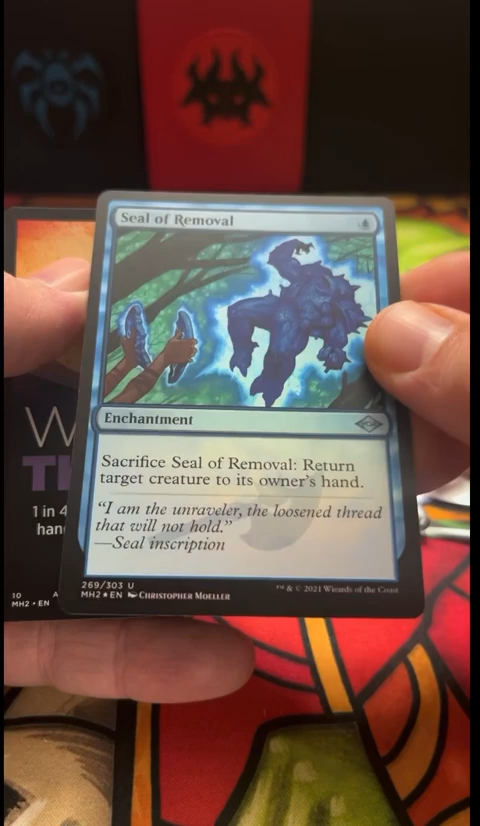 Seal of Removal
Enchantment
Sacrifice Seal of Removal: Return
target creature to its owner's hand.
"I am the unraveler, the loosened thread
that will not hold."
—Seal inscription
269/303 U
MH2 ★ EN Christopher Moeller
™ & © 2021 Wizards of the Coast
W
T
1 in 4
han
10 A
MH2 • EN